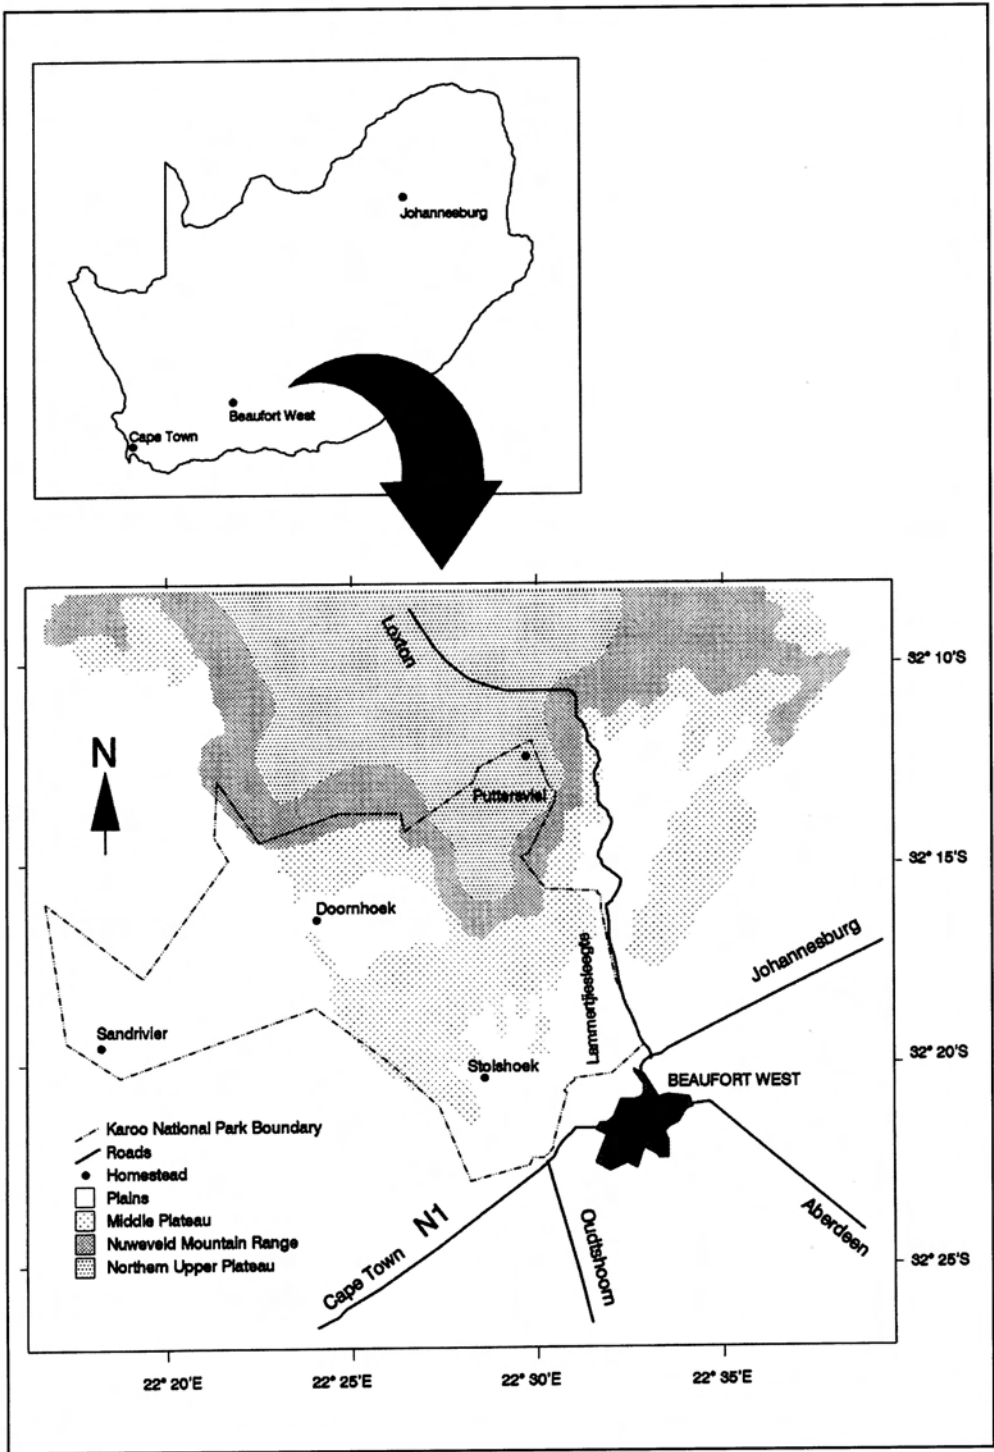 Johannesburg
Beaufort West
Cape Town
Loxton
32° 10'S
N
Puttersvlei
32° 15'S
Doornhoek
Johannesburg
Lammertjiesleegte
Sandrivier
32° 20'S
Stolshoek
BEAUFORT WEST
Karoo National Park Boundary
Roads
Homestead
Plains
Middle Plateau
Nuweveld Mountain Range
Northern Upper Plateau
N1
Cape Town
Oudtshoorn
Aberdeen
32° 25'S
22° 20'E
22° 25'E
22° 30'E
22° 35'E